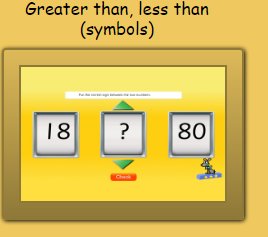 Greater than, less than
(symbols)
Put the correct sign between the two numbers.
18 ? 80
Check